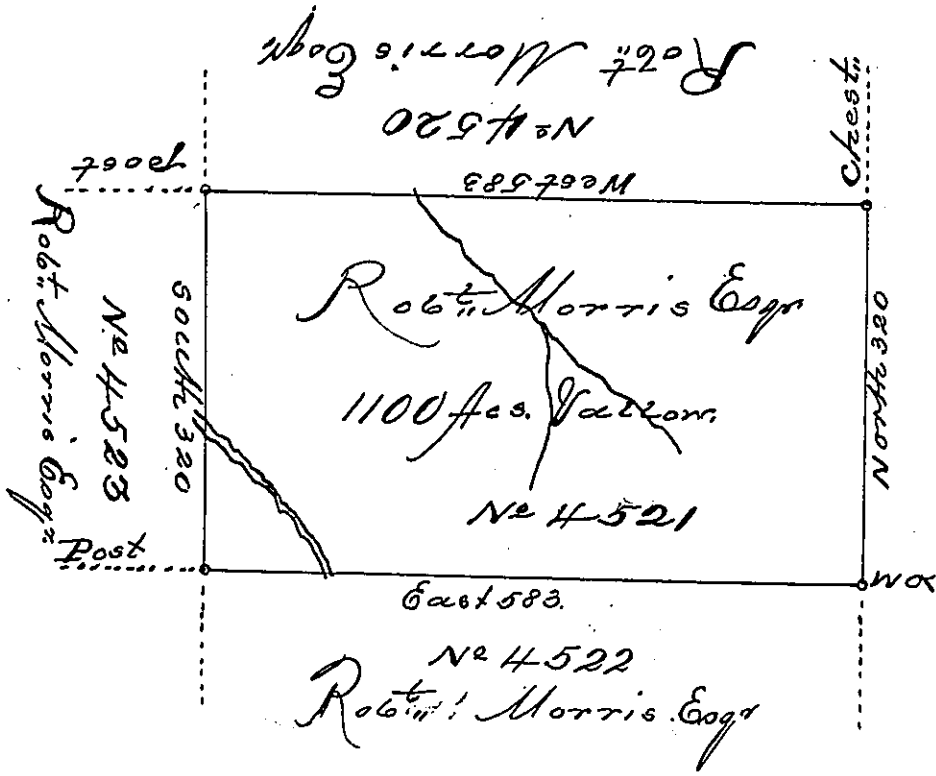 Robt Morris Esqr
No 4520
Chest
post
West 583
Robt Morris Esqr
No 4523
South 320
Robt Morris Esqr
1100 Acs. & allow.
No 4521
North 320
Post
WO
East 583.
No 4522
Robt Morris Esqr